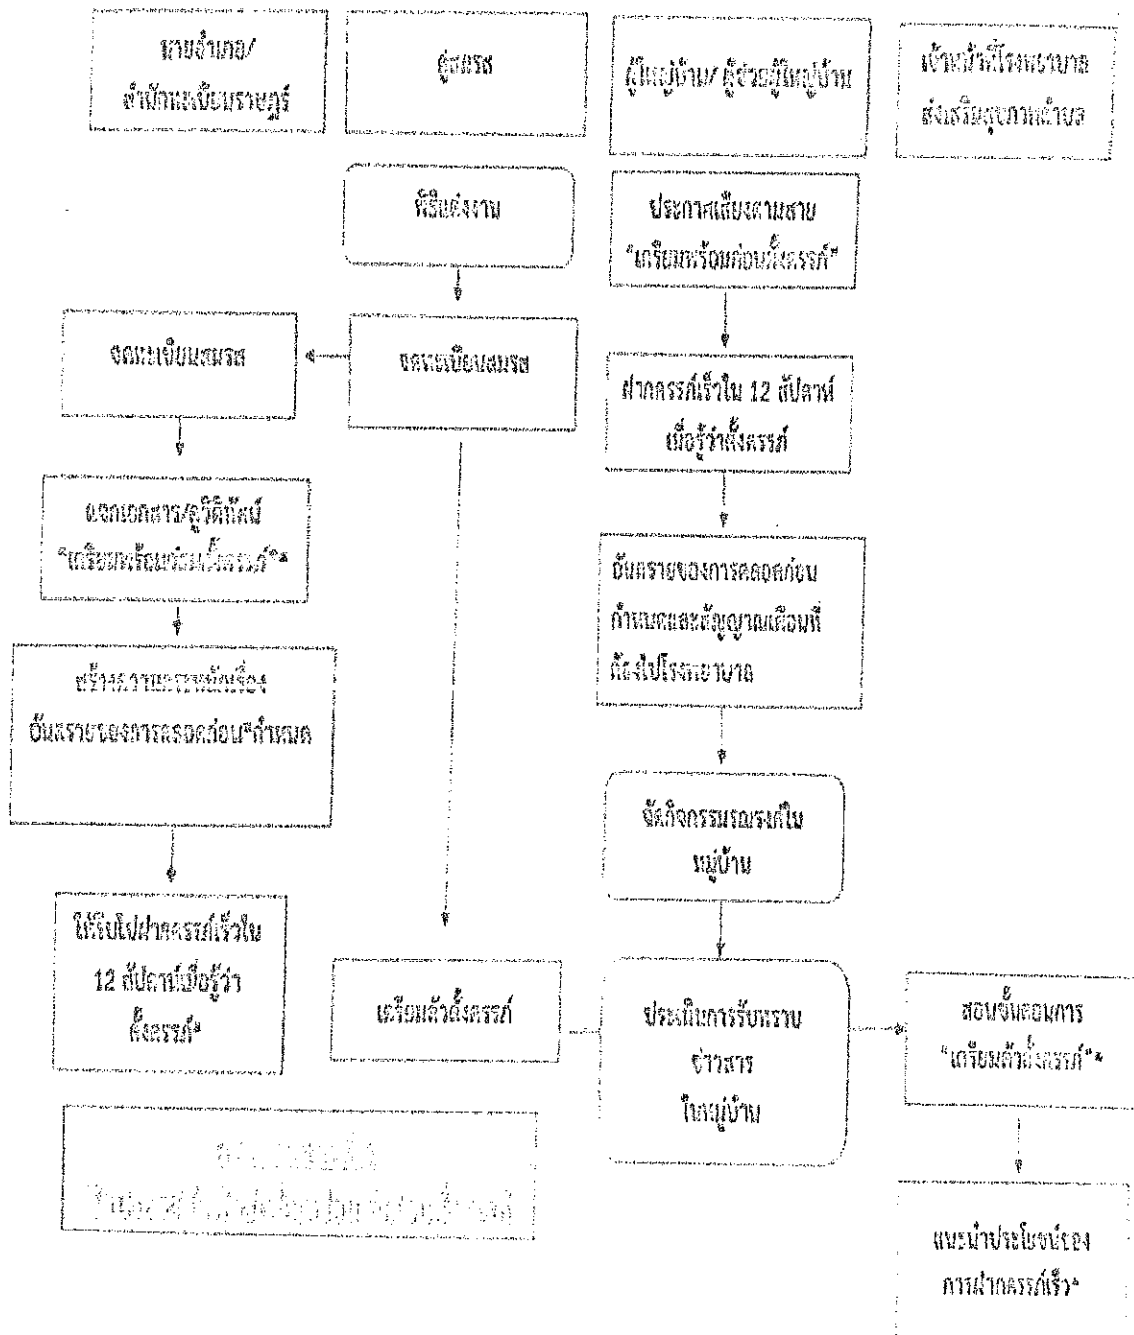 นายอำเภอ/
สำนักทะเบียนราษฎร์
คู่สมรส
ผู้ใหญ่บ้าน/ ผู้ช่วยผู้ใหญ่บ้าน
เจ้าหน้าที่โรงพยาบาล
ส่งเสริมสุขภาพตำบล
พิธีแต่งงาน
ประกาศเสียงตามสาย
"เตรียมพร้อมก่อนตั้งครรภ์"
จดทะเบียนสมรส
จดทะเบียนสมรส
ฝากครรภ์เร็วใน 12 สัปดาห์
เมื่อรู้ว่าตั้งครรภ์
แจกเอกสาร/ดูวิดีทัศน์
"เตรียมพร้อมก่อนตั้งครรภ์"*
อันตรายของการคลอดก่อน
กำหนดและสัญญาณเตือนที่
ต้องไปโรงพยาบาล
สร้างความตระหนักเรื่อง
อันตรายของการคลอดก่อน*กำหนด
จัดกิจกรรมรณรงค์ใน
หมู่บ้าน
ให้รีบไปฝากครรภ์เร็วใน
12 สัปดาห์เมื่อรู้ว่า
ตั้งครรภ์*
เตรียมตัวตั้งครรภ์
ประเมินการรับทราบ
ข่าวสาร
ในหมู่บ้าน
สอนขั้นตอนการ
"เตรียมตัวตั้งครรภ์"*
แนะนำประโยชน์ของ
การฝากครรภ์เร็ว*